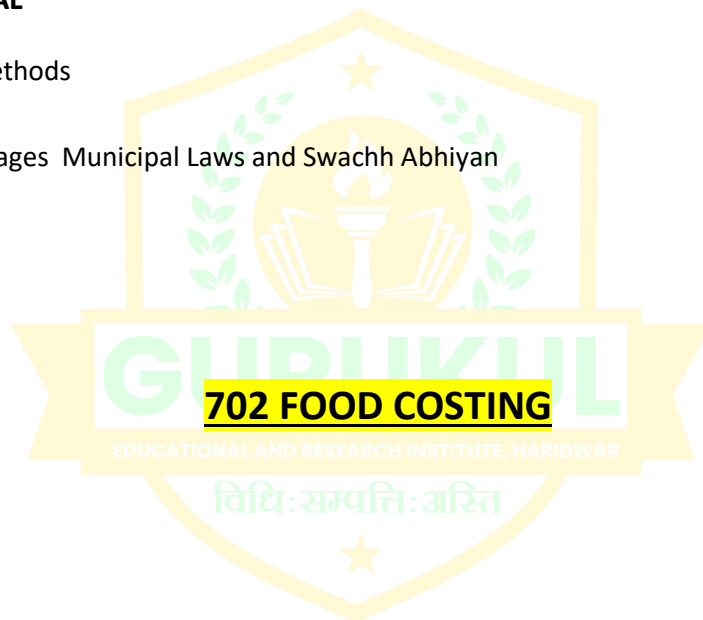 AL
ethods
ages Municipal Laws and Swachh Abhiyan
GURUKUL
702 FOOD COSTING
EDUCATIONAL AND RESEARCH INSTITUTE, HARIDWAR
विधि:सम्पत्ति:अस्ति